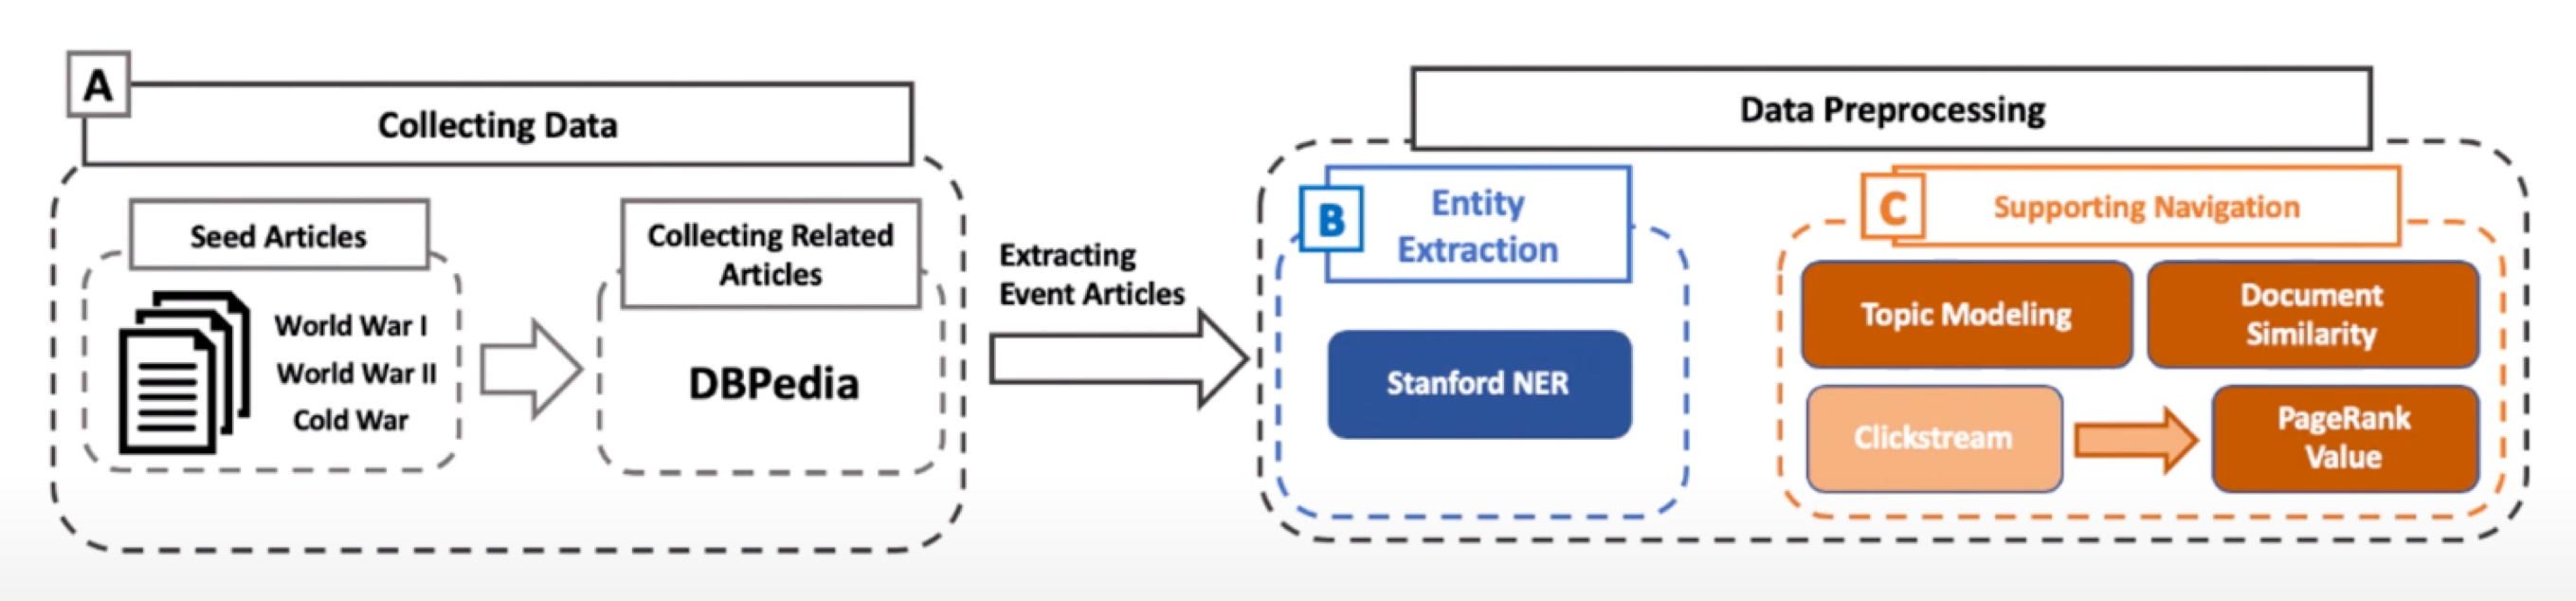 A
Collecting Data
Seed Articles
World War I
World War II
Cold War
Collecting Related
Articles
DBPedia
Extracting
Event Articles
Data Preprocessing
B
Entity
Extraction
Stanford NER
C
Supporting Navigation
Topic Modeling
Document
Similarity
Clickstream
PageRank
Value